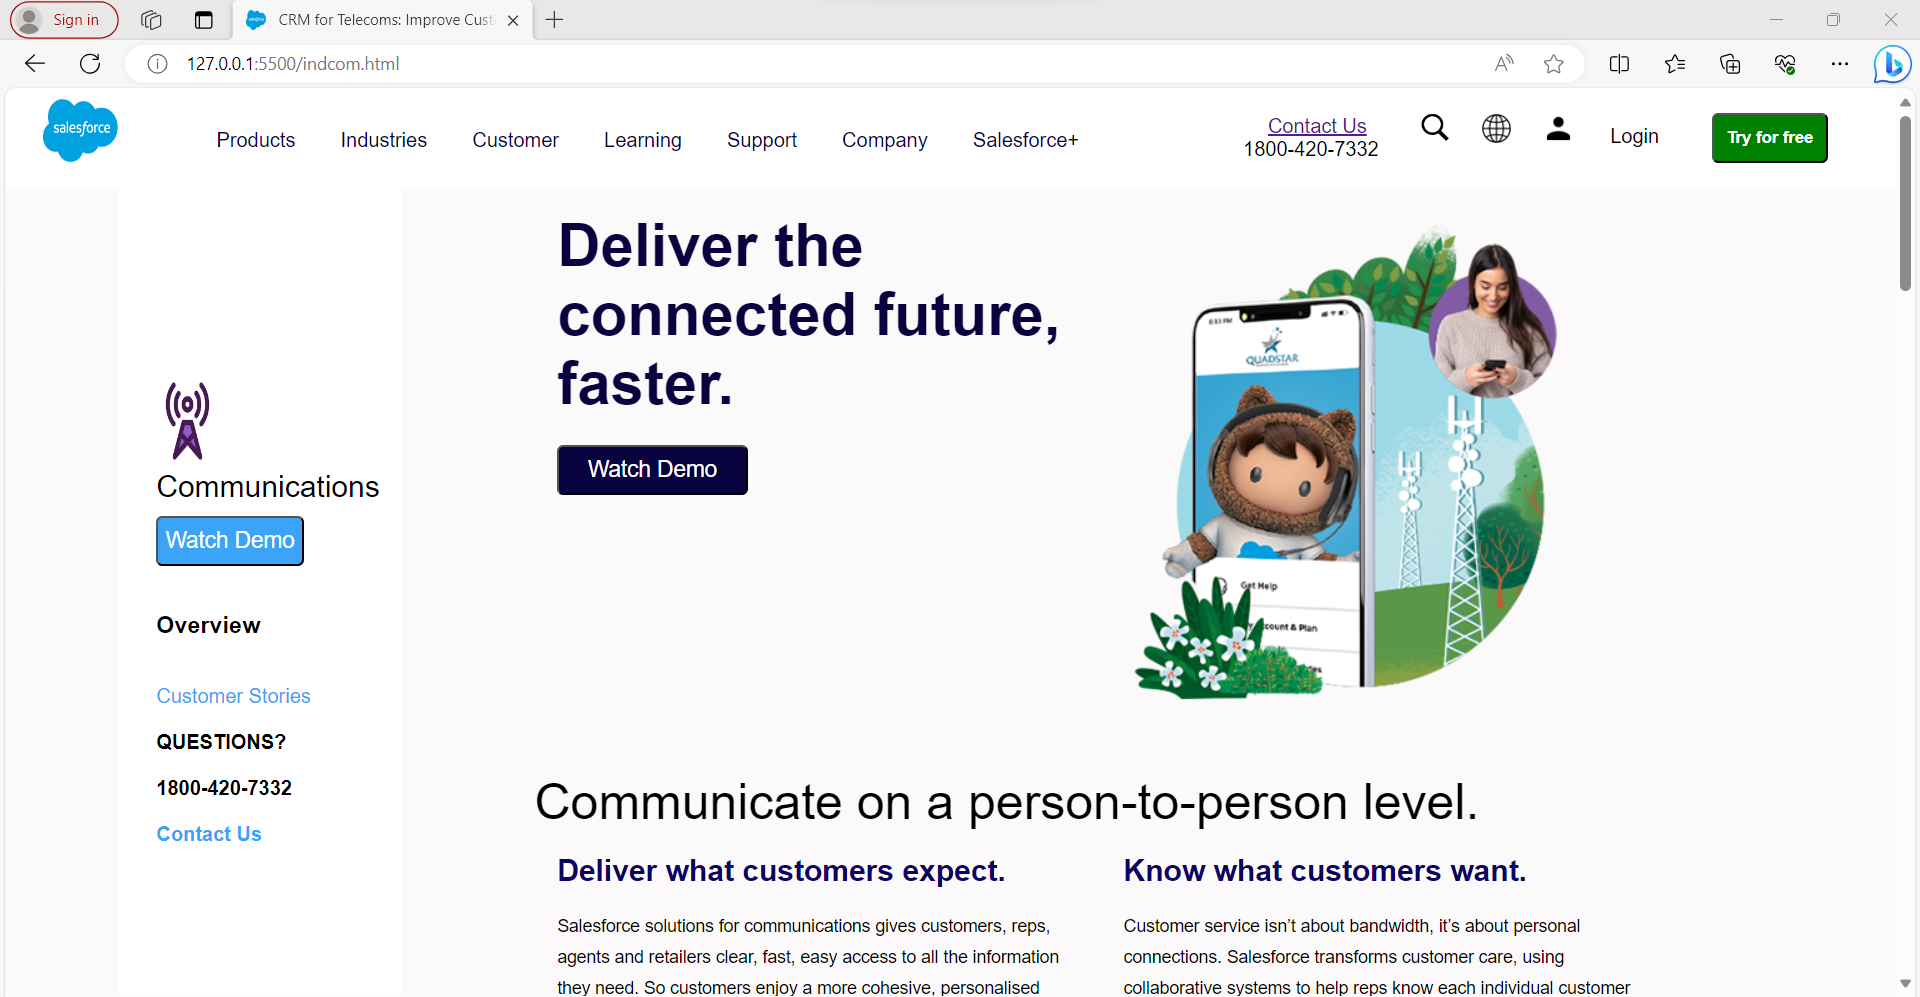 Sign in
CRM for Telecoms: Improve Cust
127.0.0.1:5500/indcom.html
salesforce
Products
Industries
Customer
Learning
Support
Company
Salesforce+
Contact Us
1800-420-7332
Login
Try for free
Deliver the
connected future,
faster.
Watch Demo
QUADSTAR
Get Help
count & Plan
Communications
Watch Demo
Overview
Customer Stories
QUESTIONS?
1800-420-7332
Contact Us
Communicate on a person-to-person level.
Deliver what customers expect.
Salesforce solutions for communications gives customers, reps,
agents and retailers clear, fast, easy access to all the information
they need. So customers enjoy a more cohesive, personalised
Know what customers want.
Customer service isn’t about bandwidth, it’s about personal
connections. Salesforce transforms customer care, using
collaborative systems to help reps know each individual customer